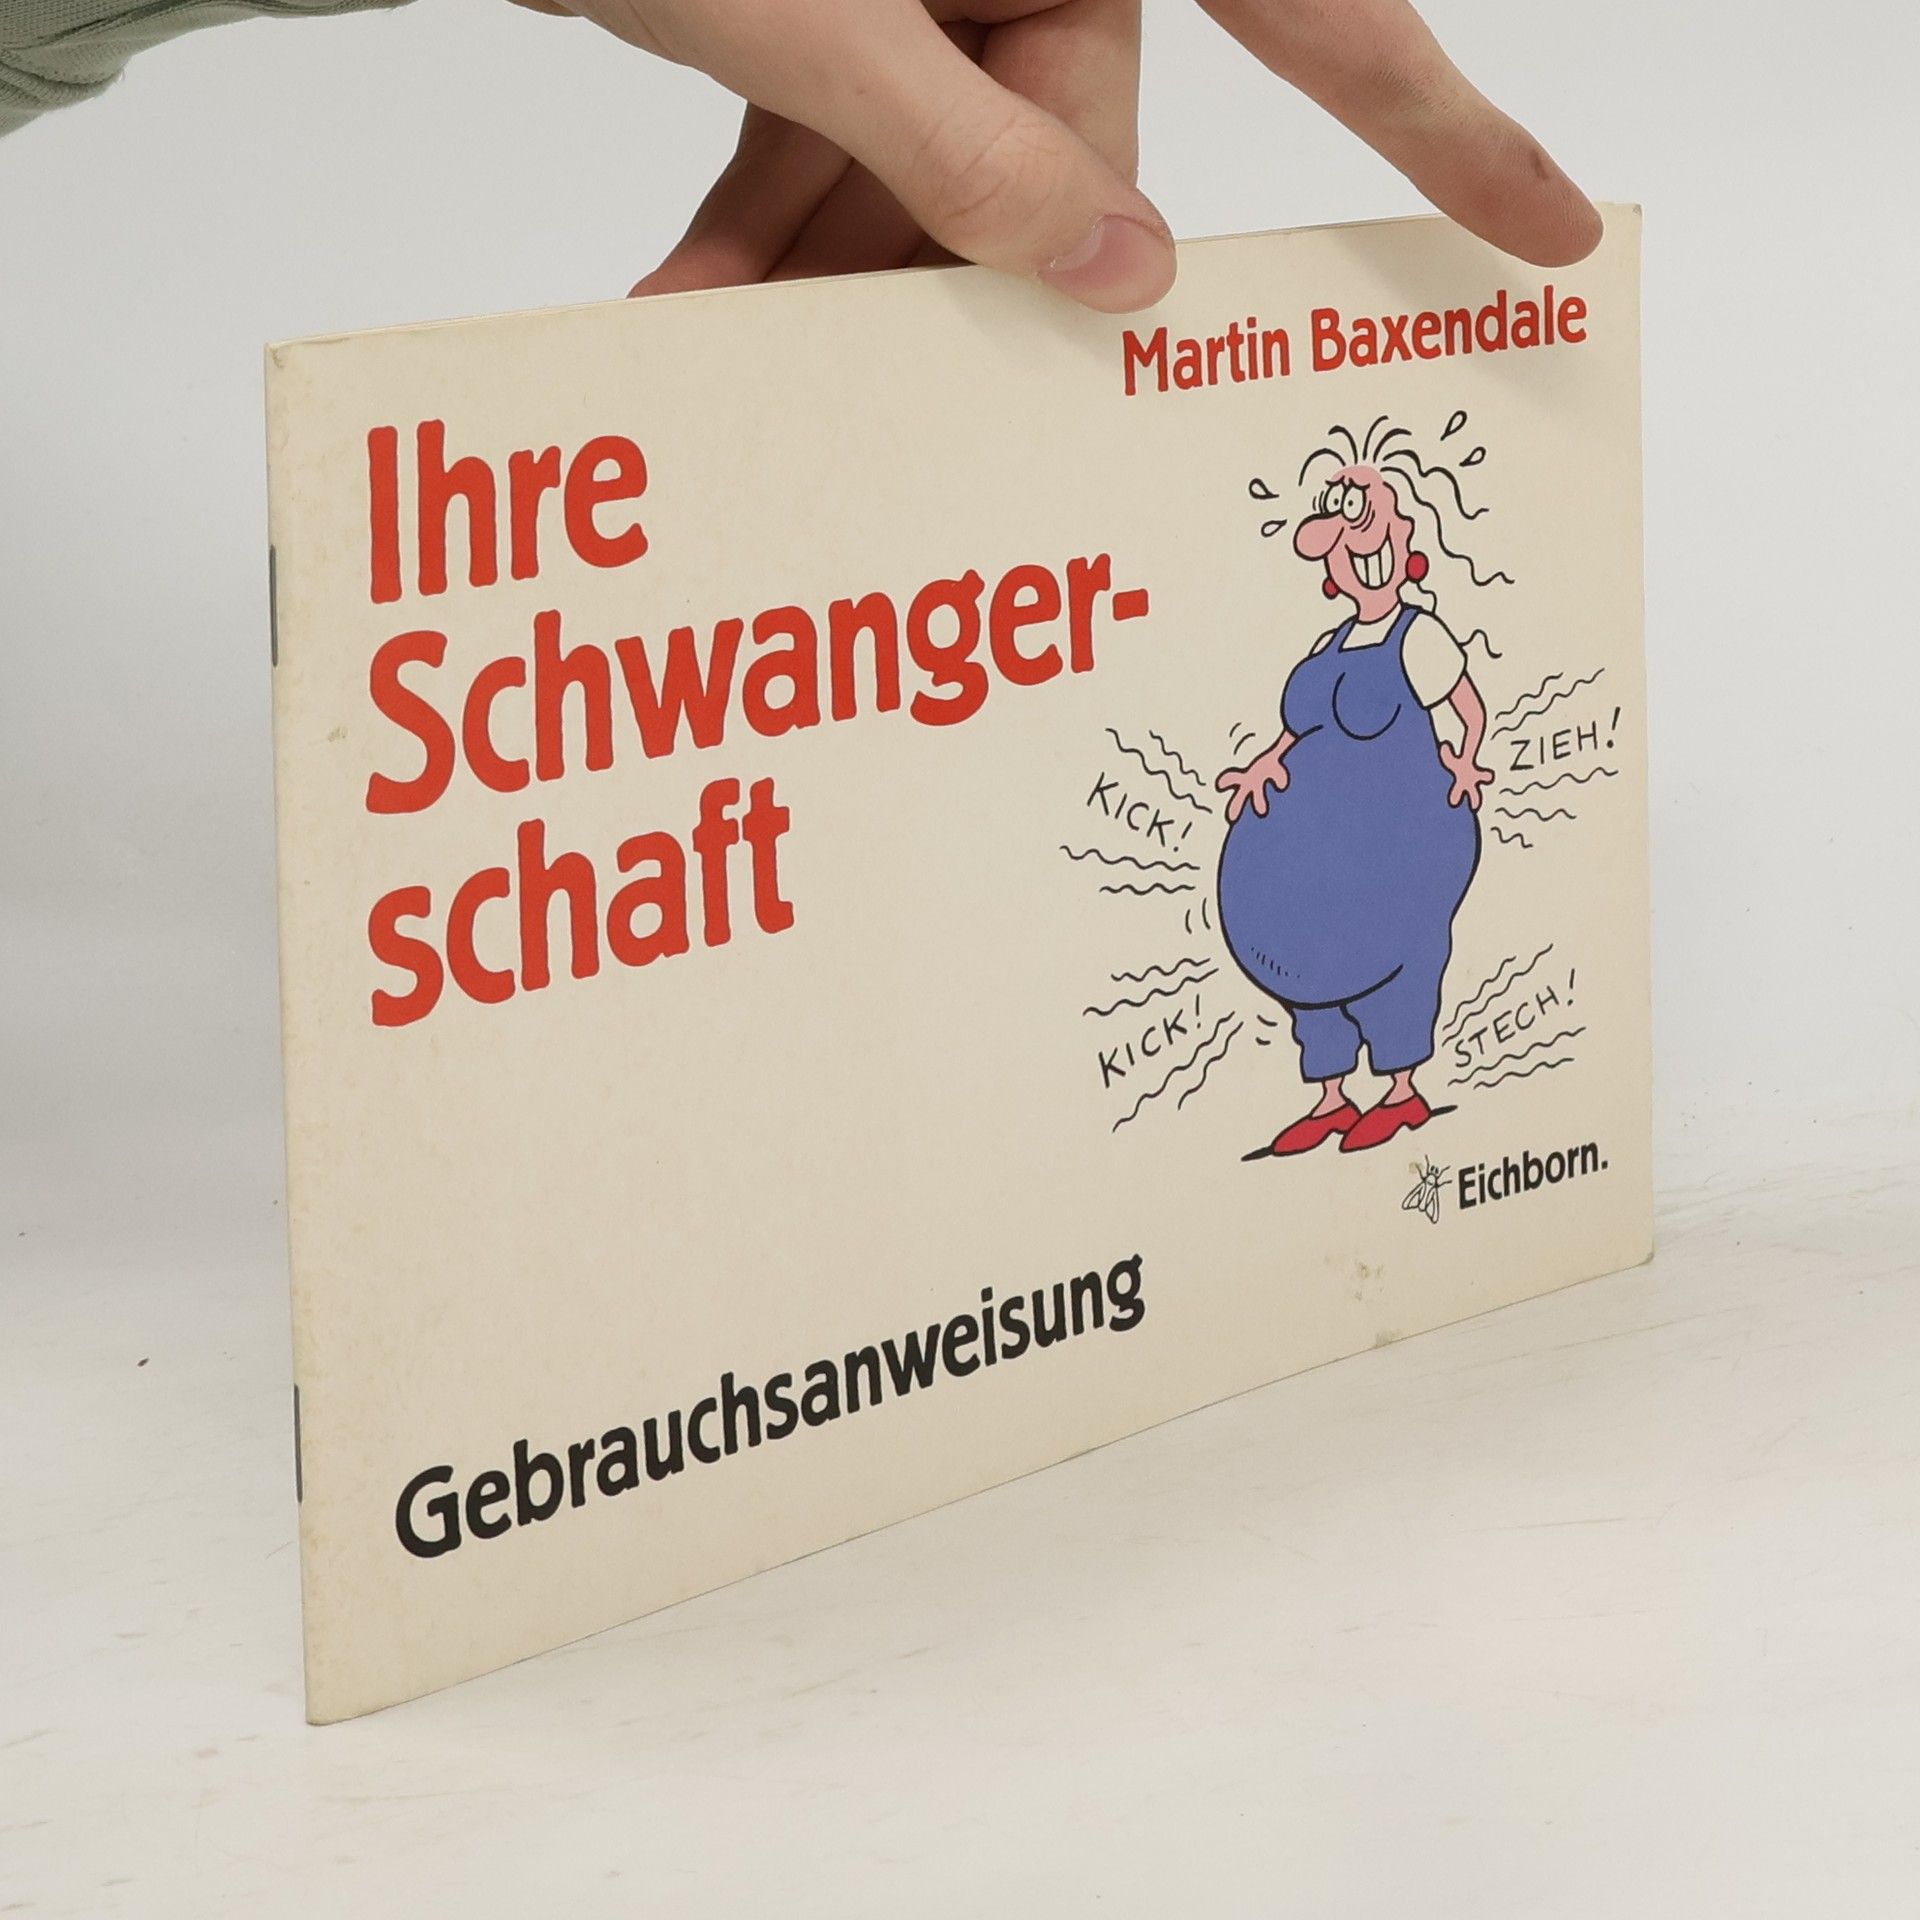 Martin Baxendale
Ihre
Schwanger-
schaft
KICK!
ZIEH!
KICK!
STECH!
Eichborn.
Gebrauchsanweisung